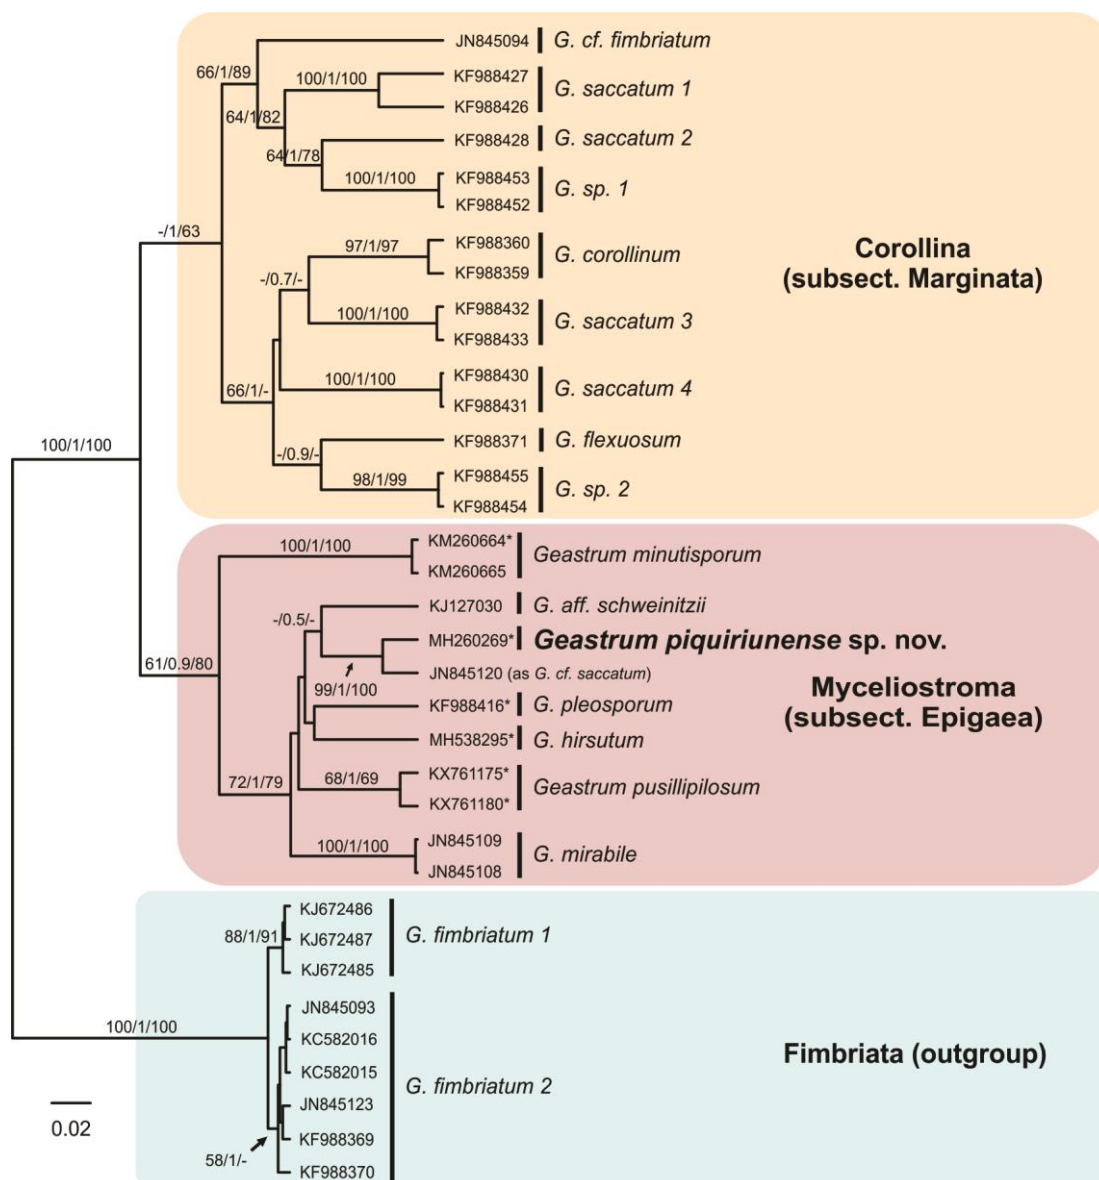 JN845094
G. cf. fimbriatum
66/1/89
KF988427
100/1/100
G. saccatum 1
KF988426
64/1/82
KF988428
G. saccatum 2
64/1/78
KF988453
100/1/100
G. sp. 1
KF988452
-/1/63
KF988360
97/1/97
G. corollinum
KF988359
Corollina
(subsect. Marginata)
-/0.7/-
KF988432
100/1/100
G. saccatum 3
KF988433
KF988430
100/1/100
G. saccatum 4
KF988431
66/1/-
KF988371
G. flexuosum
100/1/100
-/0.9/-
KF988455
98/1/99
G. sp. 2
KF988454
KM260664*
100/1/100
Geastrum minutisporum
KM260665
KJ127030
G. aff. schweinitzii
-/0.5/-
MH260269*
Geastrum piquiriunense sp. nov.
61/0.9/80
JN845120 (as G. cf. saccatum)
99/1/100
Myceliostroma
(subsect. Epigaea)
KF988416*
G. pleosporum
MH538295*
G. hirsutum
KX761175*
72/1/79
68/1/69
Geastrum pusillipilosum
KX761180*
JN845109
100/1/100
G. mirabile
JN845108
KJ672486
88/1/91
KJ672487
G. fimbriatum 1
KJ672485
JN845093
100/1/100
KC582016
Fimbriata (outgroup)
KC582015
G. fimbriatum 2
JN845123
0.02
KF988369
58/1/-
KF988370